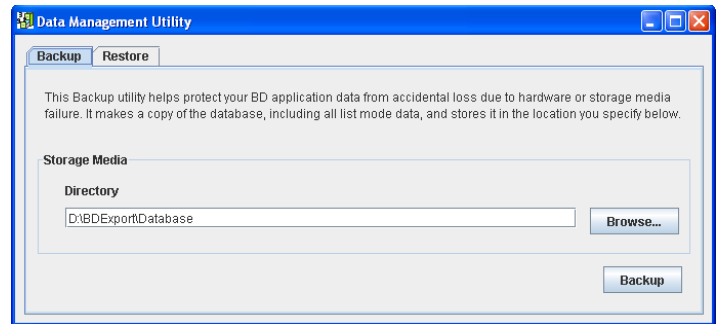 Data Management Utility
Backup Restore
This Backup utility helps protect your BD application data from accidental loss due to hardware or storage media
failure. It makes a copy of the database, including all list mode data, and stores it in the location you specify below.
Storage Media
Directory
D:\BDExport\Database Browse...
Backup